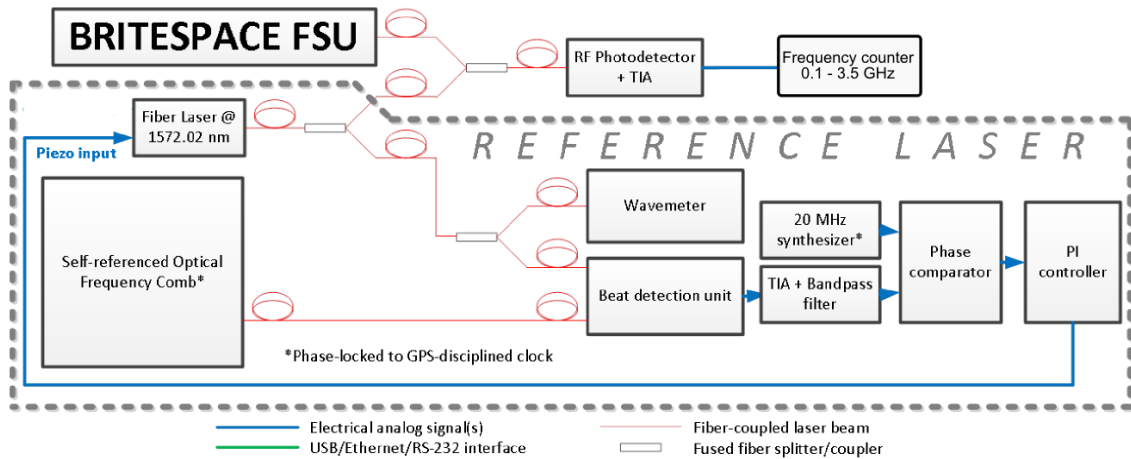 BRITESPACE FSU
RF Photodetector
+ TIA
Frequency counter
0.1 - 3.5 GHz
Fiber Laser @
1572.02 nm
Piezo input
REFERENCE LASER
Self-referenced Optical
Frequency Comb*
Wavemeter
Beat detection unit
20 MHz
synthesizer*
TIA + Bandpass
filter
Phase
comparator
PI
controller
*Phase-locked to GPS-disciplined clock
Electrical analog signal(s)
USB/Ethernet/RS-232 interface
Fiber-coupled laser beam
Fused fiber splitter/coupler